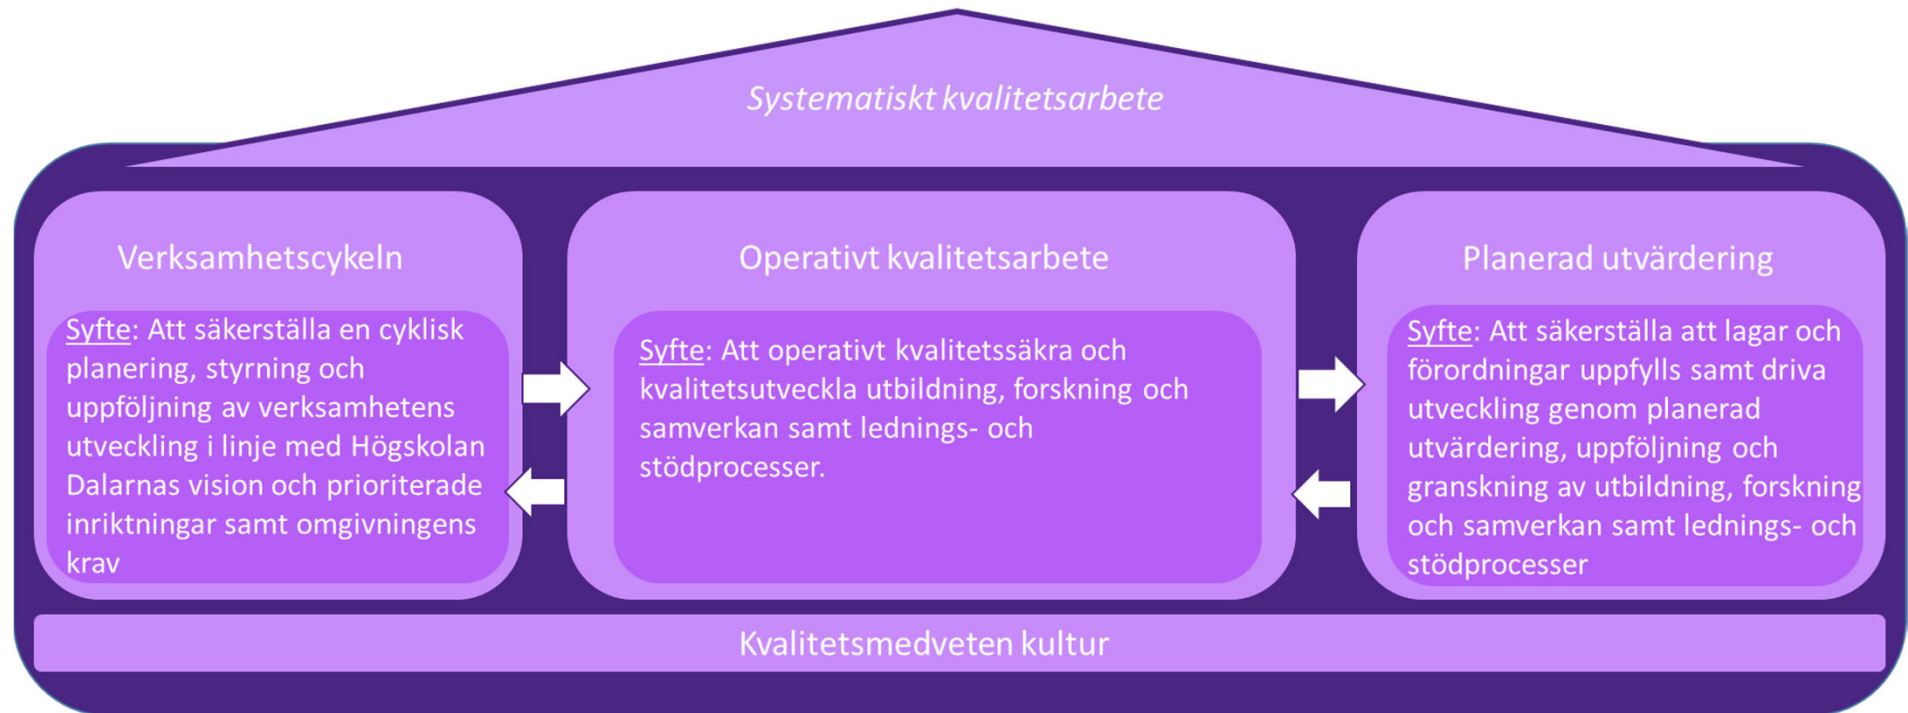 Systematiskt kvalitetsarbete
Verksamhetscykeln
Syfte: Att säkerställa en cyklisk
planering, styrning och
uppföljning av verksamhetens
utveckling i linje med Högskolan
Dalarnas vision och prioriterade
inriktningar samt omgivningens
krav
Operativt kvalitetsarbete
Syfte: Att operativt kvalitetssäkra och
kvalitetsutveckla utbildning, forskning och
samverkan samt lednings- och
stödprocesser.
Planerad utvärdering
Syfte: Att säkerställa att lagar och
förordningar uppfylls samt driva
utveckling genom planerad
utvärdering, uppföljning och
granskning av utbildning, forskning
och samverkan samt lednings- och
stödprocesser
Kvalitetsmedveten kultur